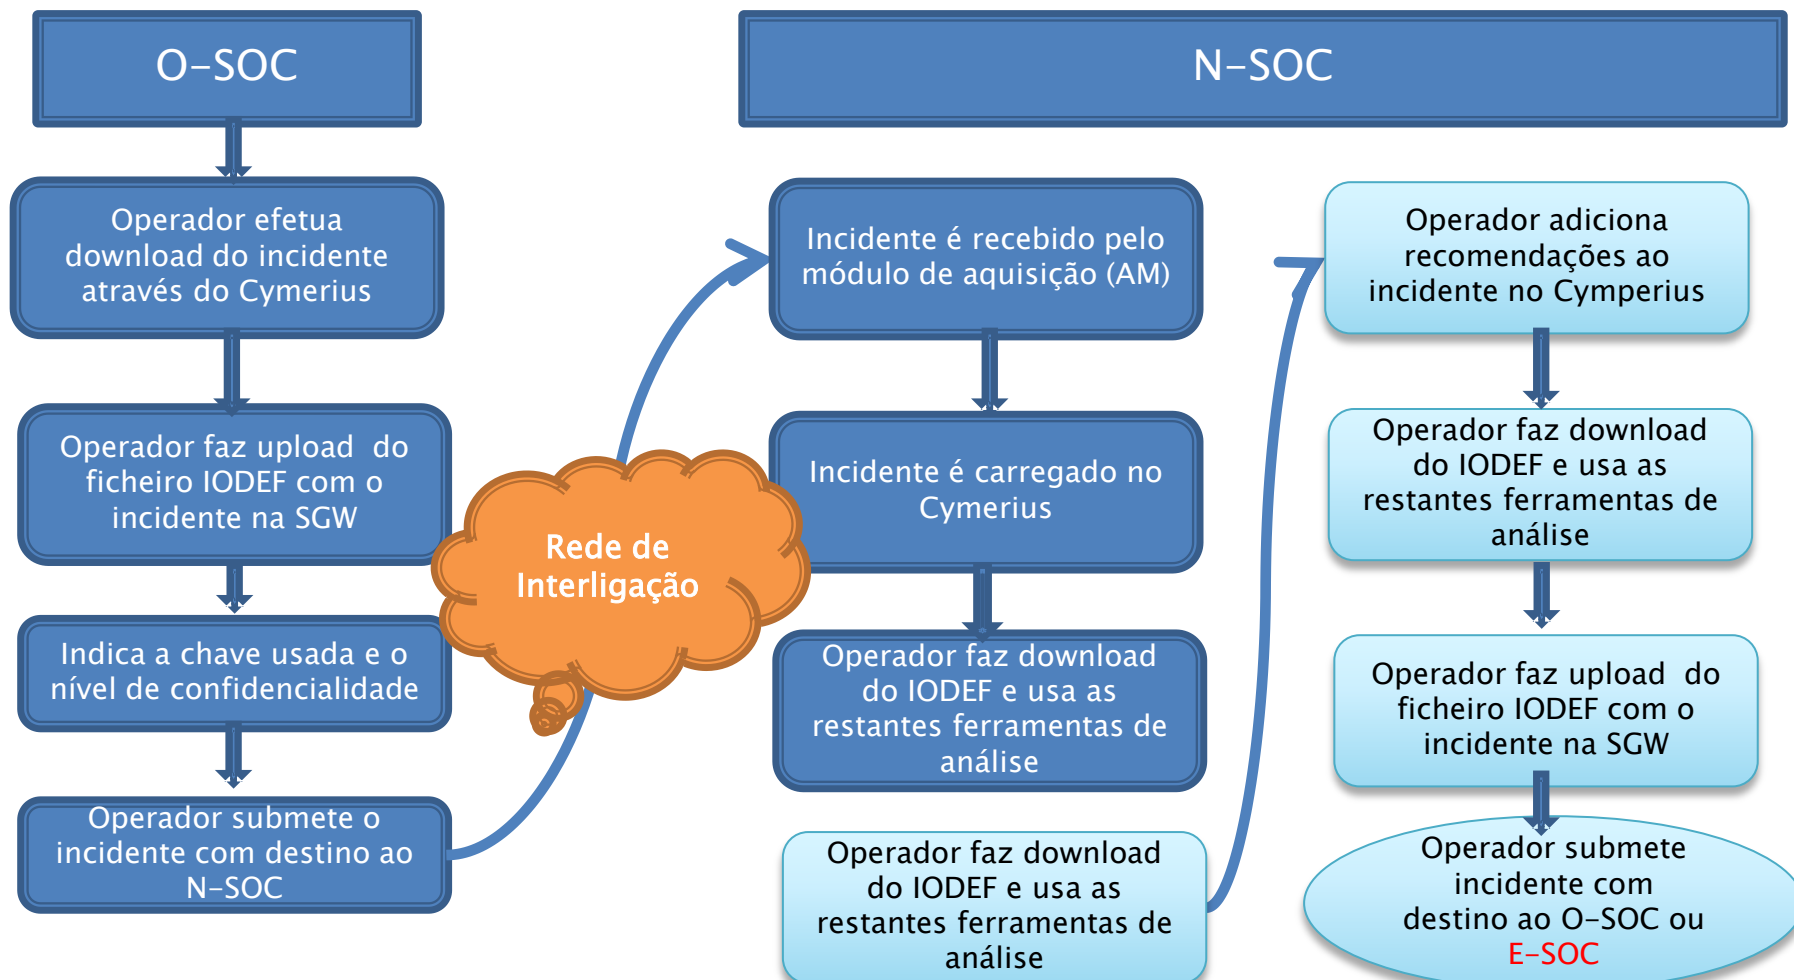 O-SOC
Operador efetua
download do incidente
através do Cymerius
Operador faz upload  do
ficheiro IODEF com o
incidente na SGW
Indica a chave usada e o
nível de confidencialidade
Operador submete o
incidente com destino ao
N-SOC
Rede de
Interligação
N-SOC
Incidente é recebido pelo
módulo de aquisição (AM)
Incidente é carregado no
Cymerius
Operador faz download
do IODEF e usa as
restantes ferramentas de
análise
Operador faz download
do IODEF e usa as
restantes ferramentas de
análise
Operador adiciona
recomendações ao
incidente no Cymperius
Operador faz download
do IODEF e usa as
restantes ferramentas de
análise
Operador faz upload  do
ficheiro IODEF com o
incidente na SGW
Operador submete
incidente com
destino ao O-SOC ou
E-SOC